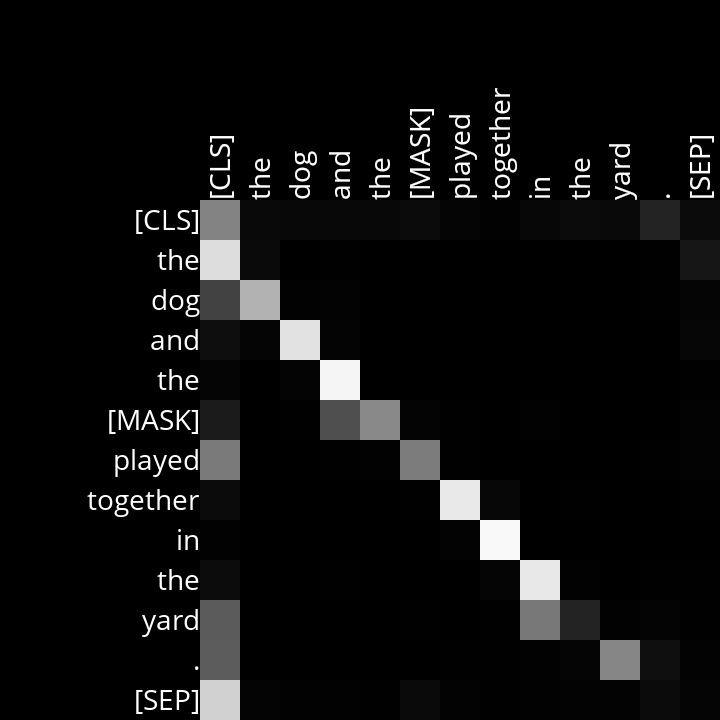 [CLS] the dog and the [MASK] played together in the yard . [SEP]
[CLS]
the
dog
and
the
[MASK]
played
together
in
the
yard
.
[SEP]